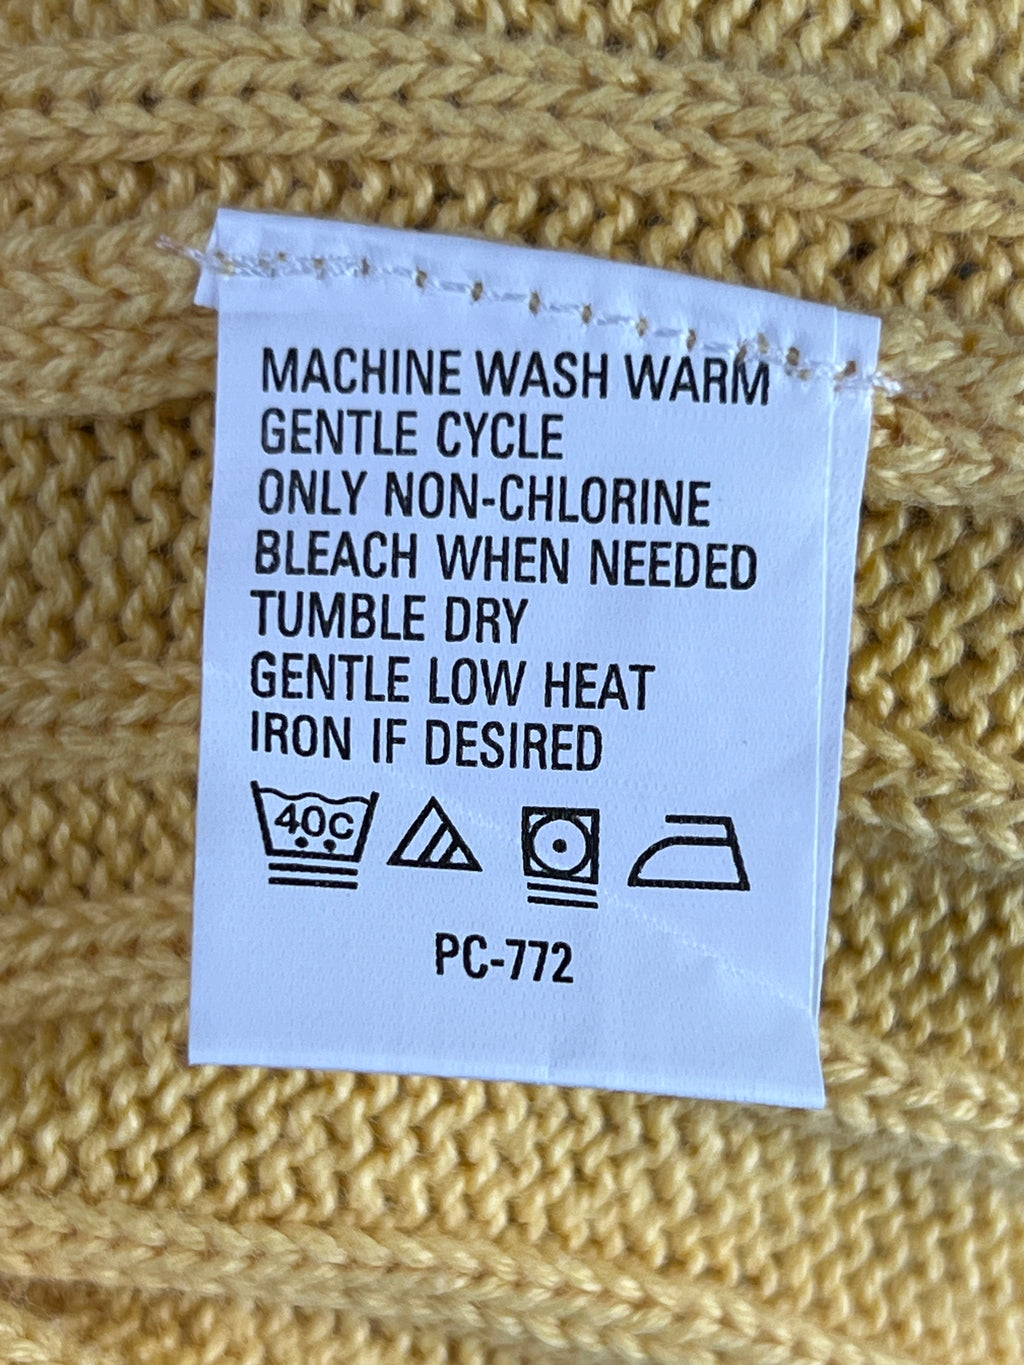 MACHINE WASH WARM
GENTLE CYCLE
ONLY NON-CHLORINE
BLEACH WHEN NEEDED
TUMBLE DRY
GENTLE LOW HEAT
IRON IF DESIRED
40C
PC-772